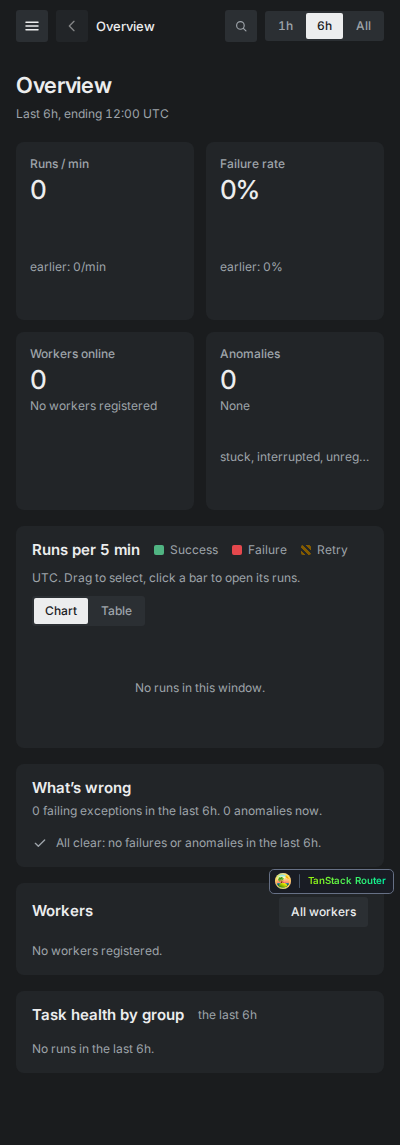 Overview
1h 6h All
Overview
Last 6h, ending 12:00 UTC
Runs / min
0
earlier: 0/min
Failure rate
0%
earlier: 0%
Workers online
0
No workers registered
Anomalies
0
None
stuck, interrupted, unreg...
Runs per 5 min Success Failure Retry
UTC. Drag to select, click a bar to open its runs.
Chart Table
No runs in this window.
What's wrong
0 failing exceptions in the last 6h. 0 anomalies now.
All clear: no failures or anomalies in the last 6h.
TanStack Router
Workers All workers
No workers registered.
Task health by group the last 6h
No runs in the last 6h.